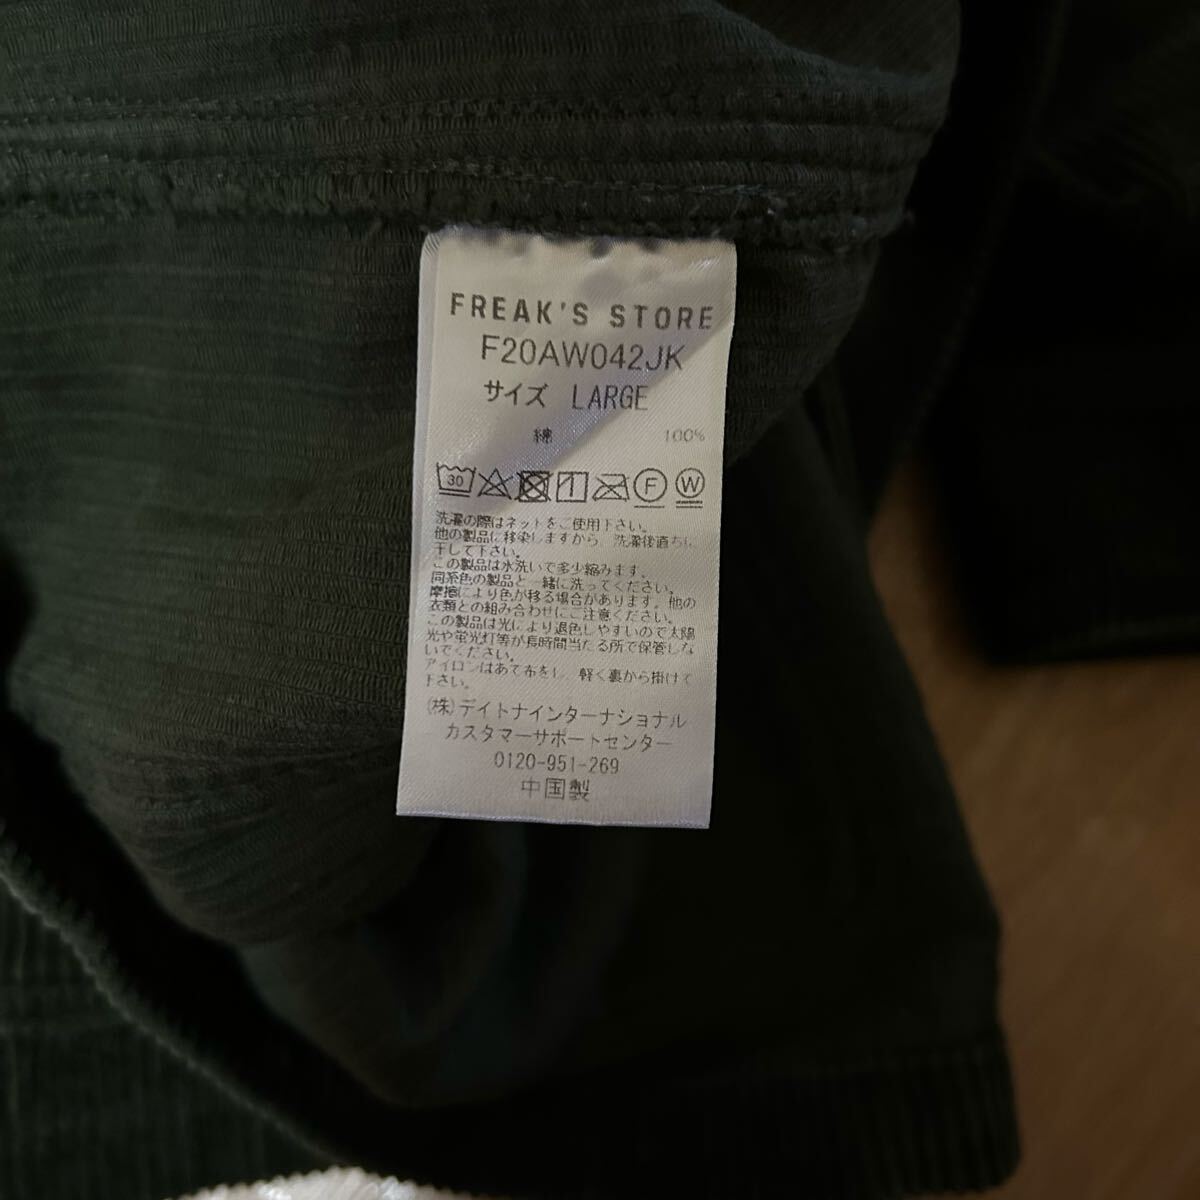 FREAK'S STORE
F20AW042JK
サイズ LARGE
綿 100%
30 F W
洗濯の際はネットをご使用下さい。
他の製品に移染しますから、洗濯後直ちに
干して下さい。
この製品は水洗いで多少縮みます。
同系色の製品と一緒に洗ってください。
摩擦により色が移る場合があります。他の
衣類との組み合わせにご注意ください。
この製品は光により退色しやすいので太陽
光や蛍光灯等が長時間当たる所で保管しな
いでください。
アイロンはあて布をし、軽く裏から掛けて
下さい。
(株)デイトナインターナショナル
カスタマーサポートセンター
0120-951-269
中国製